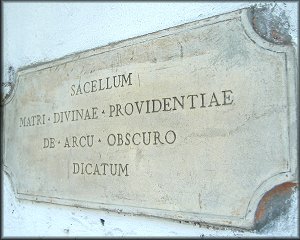 SACELLUM
MATRI · DIVINAE · PROVIDENTIAE
DE · ARCU · OBSCURO
DICATUM